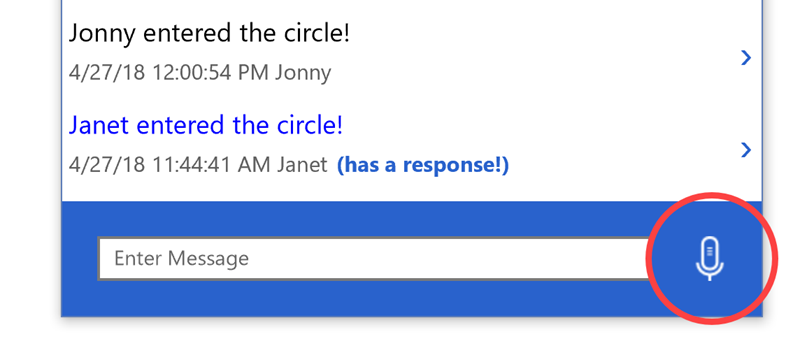 Jonny entered the circle!
4/27/18 12:00:54 PM Jonny
Janet entered the circle!
4/27/18 11:44:41 AM Janet (has a response!)
Enter Message